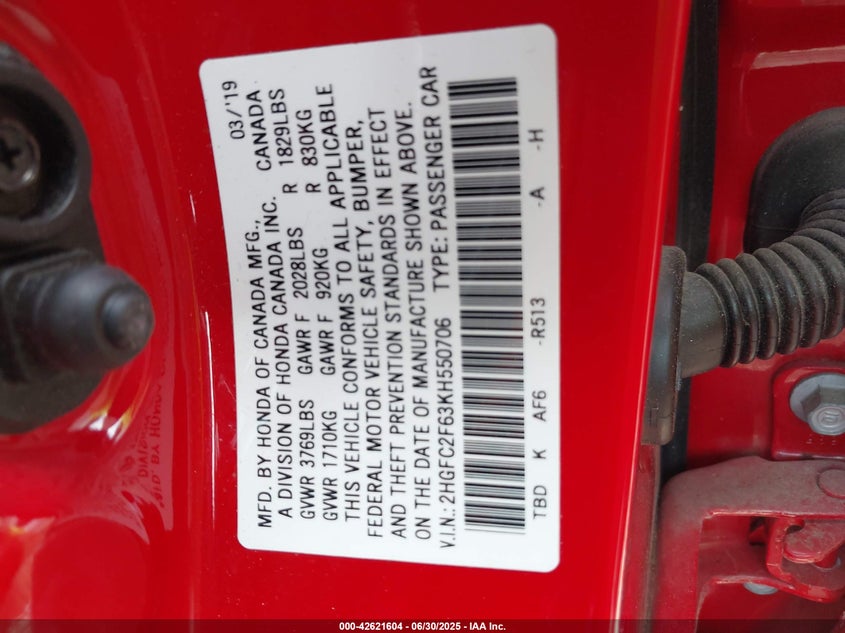 MFD. BY HONDA OF CANADA MFG., 03/'19
A DIVISION OF HONDA CANADA INC. CANADA
GVWR 3769LBS GAWR F 2028LBS R 1829LBS
GVWR 1710KG GAWR F 920KG R 830KG
THIS VEHICLE CONFORMS TO ALL APPLICABLE
FEDERAL MOTOR VEHICLE SAFETY, BUMPER,
AND THEFT PREVENTION STANDARDS IN EFFECT
ON THE DATE OF MANUFACTURE SHOWN ABOVE.
V.I.N.: 2HGFC2F63KH550706 TYPE: PASSENGER CAR
TBD K AF6 -R513 -A -H
000-42621604 - 06/30/2025 - IAA Inc.